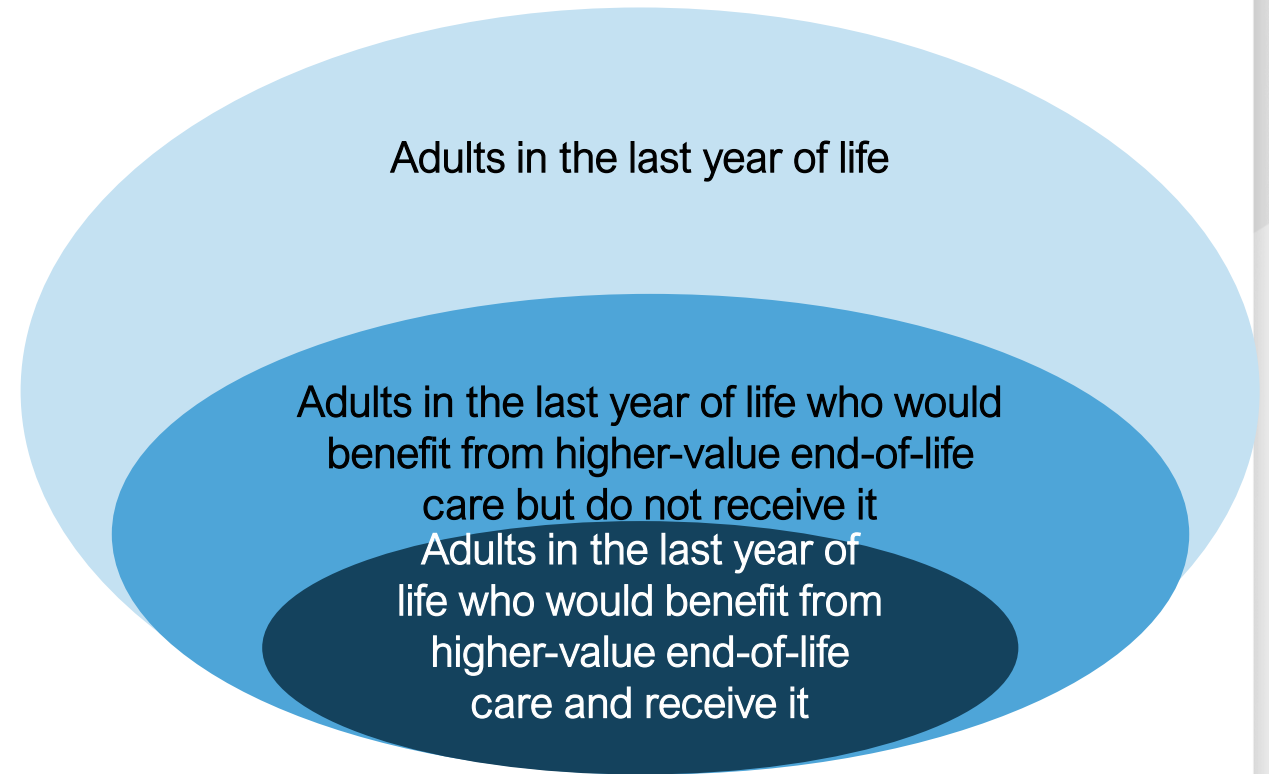 Adults in the last year of life
Adults in the last year of life who would
benefit from higher-value end-of-life
care but do not receive it
Adults in the last year of
life who would benefit from
higher-value end-of-life
care and receive it